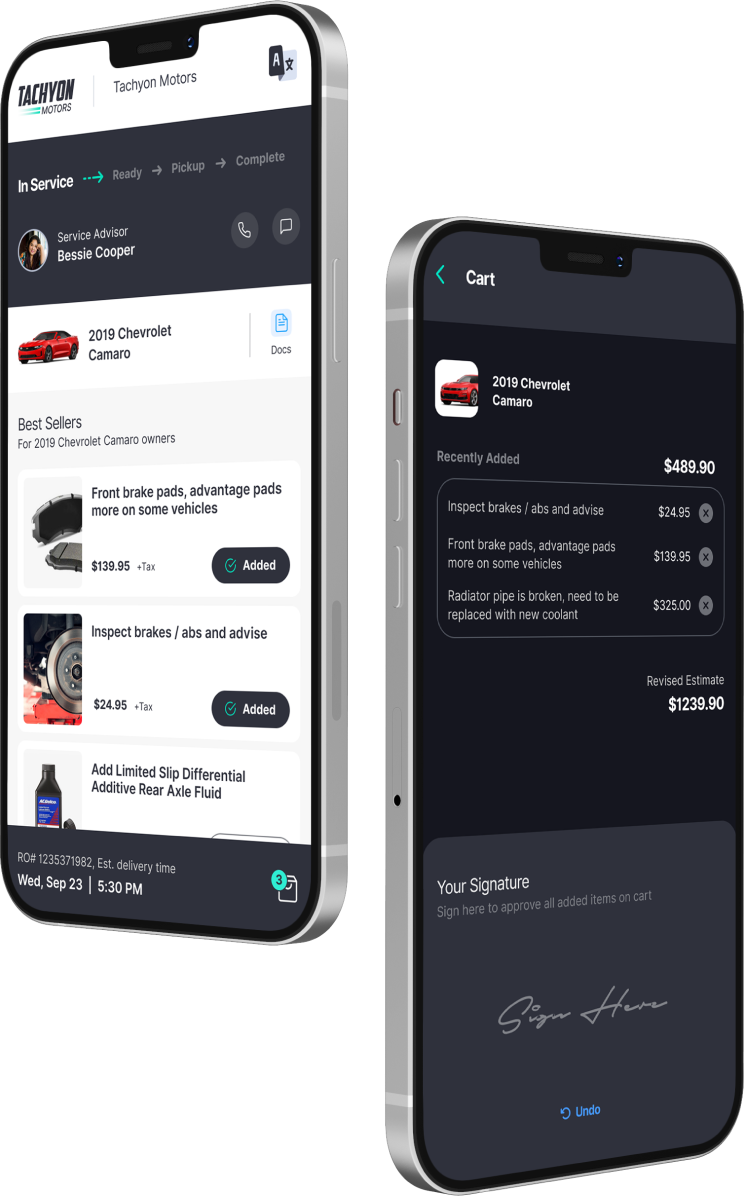 TACHYON
MOTORS
Tachyon Motors
A 文
In Service
Ready
Pickup
Complete
Service Advisor
Bessie Cooper
2019 Chevrolet
Camaro
Docs
Best Sellers
For 2019 Chevrolet Camaro owners
Front brake pads, advantage pads
more on some vehicles
$139.95 +Tax
Added
Inspect brakes / abs and advise
$24.95 +Tax
Added
ACDelco
Add Limited Slip Differential
Additive Rear Axle Fluid
RO# 1235371982, Est. delivery time
Wed, Sep 23 | 5:30 PM
3
Cart
2019 Chevrolet
Camaro
Recently Added
$489.90
Inspect brakes / abs and advise
$24.95
Front brake pads, advantage pads
more on some vehicles
$139.95
Radiator pipe is broken, need to be
replaced with new coolant
$325.00
Revised Estimate
$1239.90
Your Signature
Sign here to approve all added items on cart
Sign Here
Undo